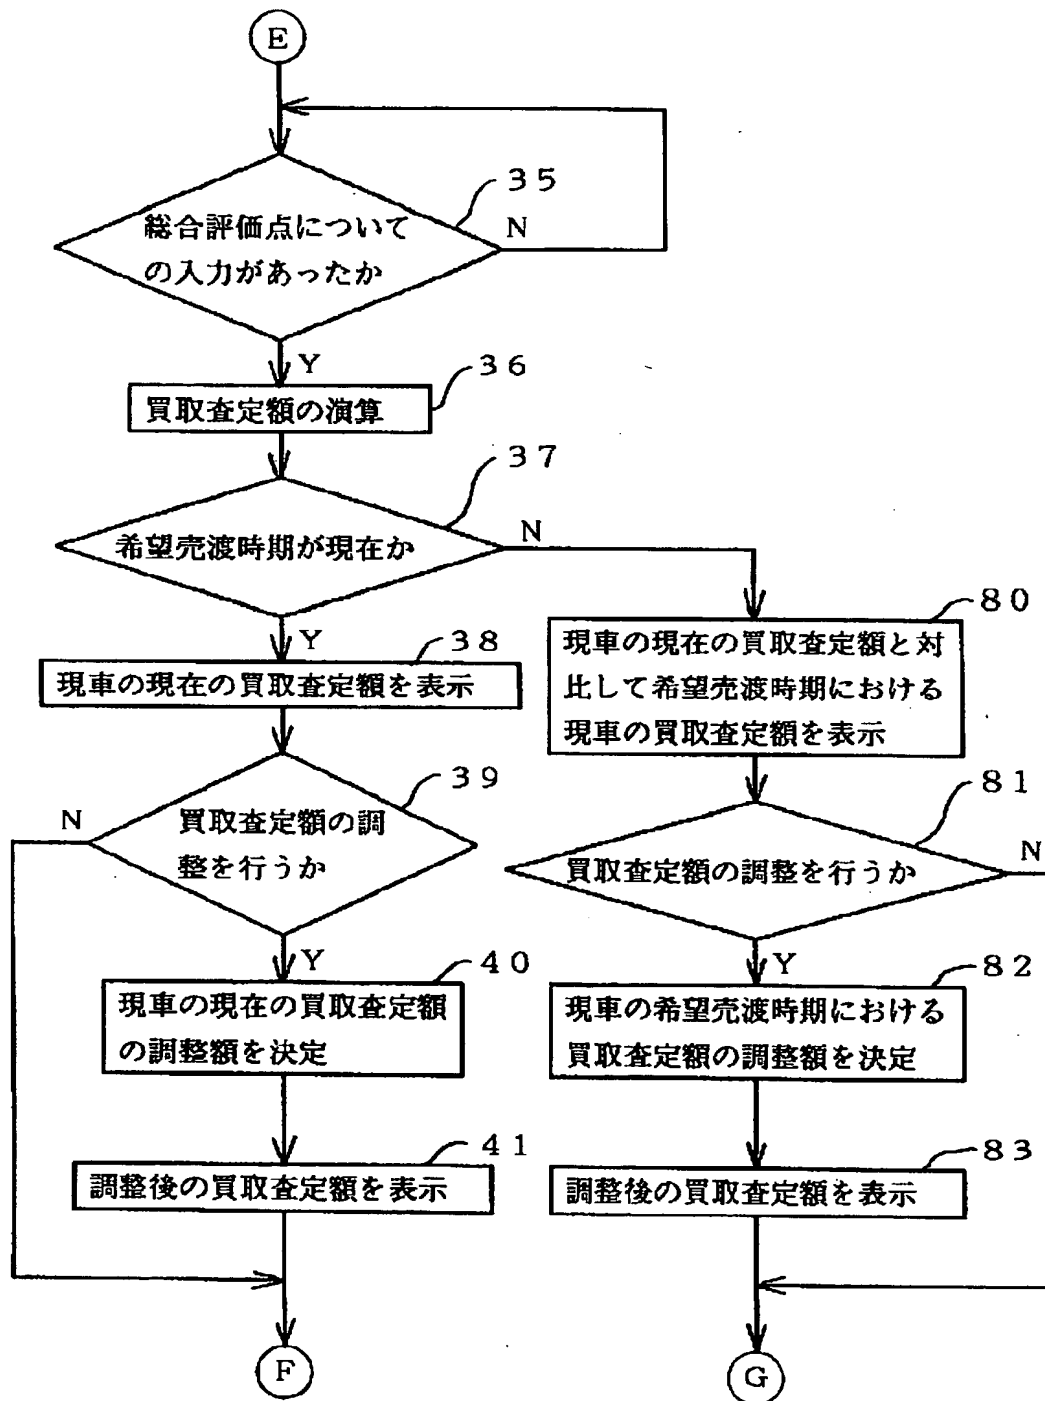 E
35
総合評価点について
の入力があったか
N
Y
36
買取査定額の演算
37
希望売渡時期が現在か
N
Y
38
現車の現在の買取査定額を表示
80
現車の現在の買取査定額と対
比して希望売渡時期における
現車の買取査定額を表示
39
N
買取査定額の調
整を行うか
81
買取査定額の調整を行うか
N
Y
40
現車の現在の買取査定額
の調整額を決定
Y
82
現車の希望売渡時期における
買取査定額の調整額を決定
41
調整後の買取査定額を表示
83
調整後の買取査定額を表示
F
G